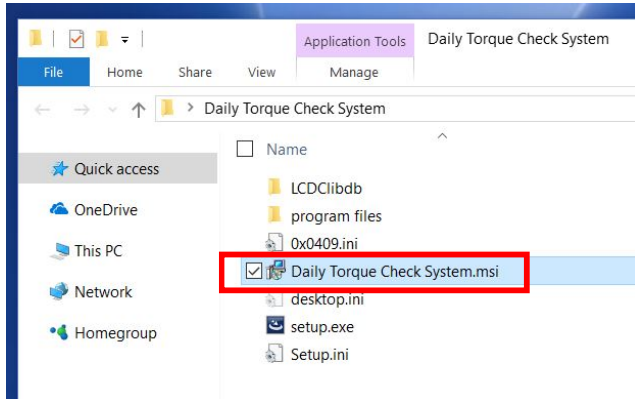 Application Tools
Daily Torque Check System
File
Home
Share
View
Manage
Daily Torque Check System
Name
Quick access
OneDrive
This PC
Network
Homegroup
LCDClibdb
program files
0x0409.ini
Daily Torque Check System.msi
desktop.ini
setup.exe
Setup.ini